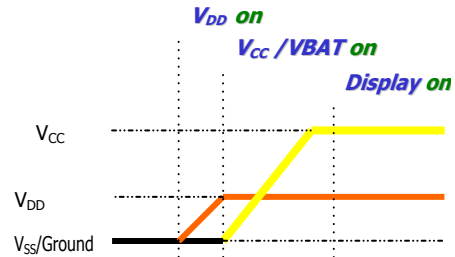 VDD on
VCC /VBAT on
Display on
VCC
VDD
VSS/Ground